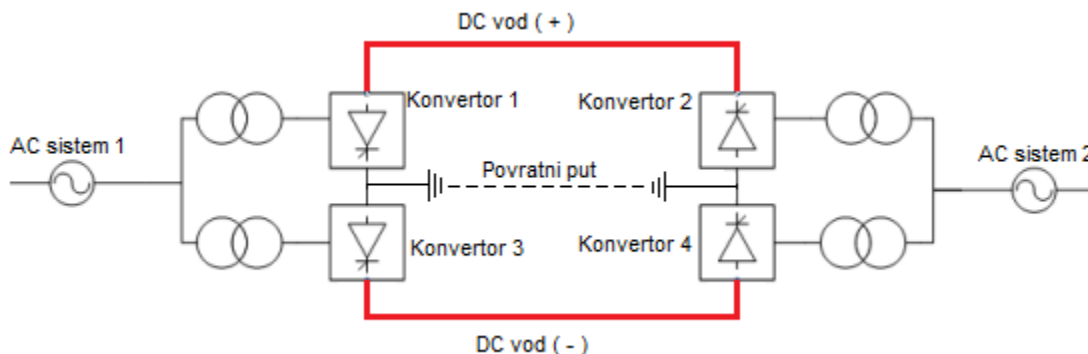 DC vod ( + )
Konvertor 1
Konvertor 2
AC sistem 1
Povratni put
AC sistem 2
Konvertor 3
Konvertor 4
DC vod ( - )